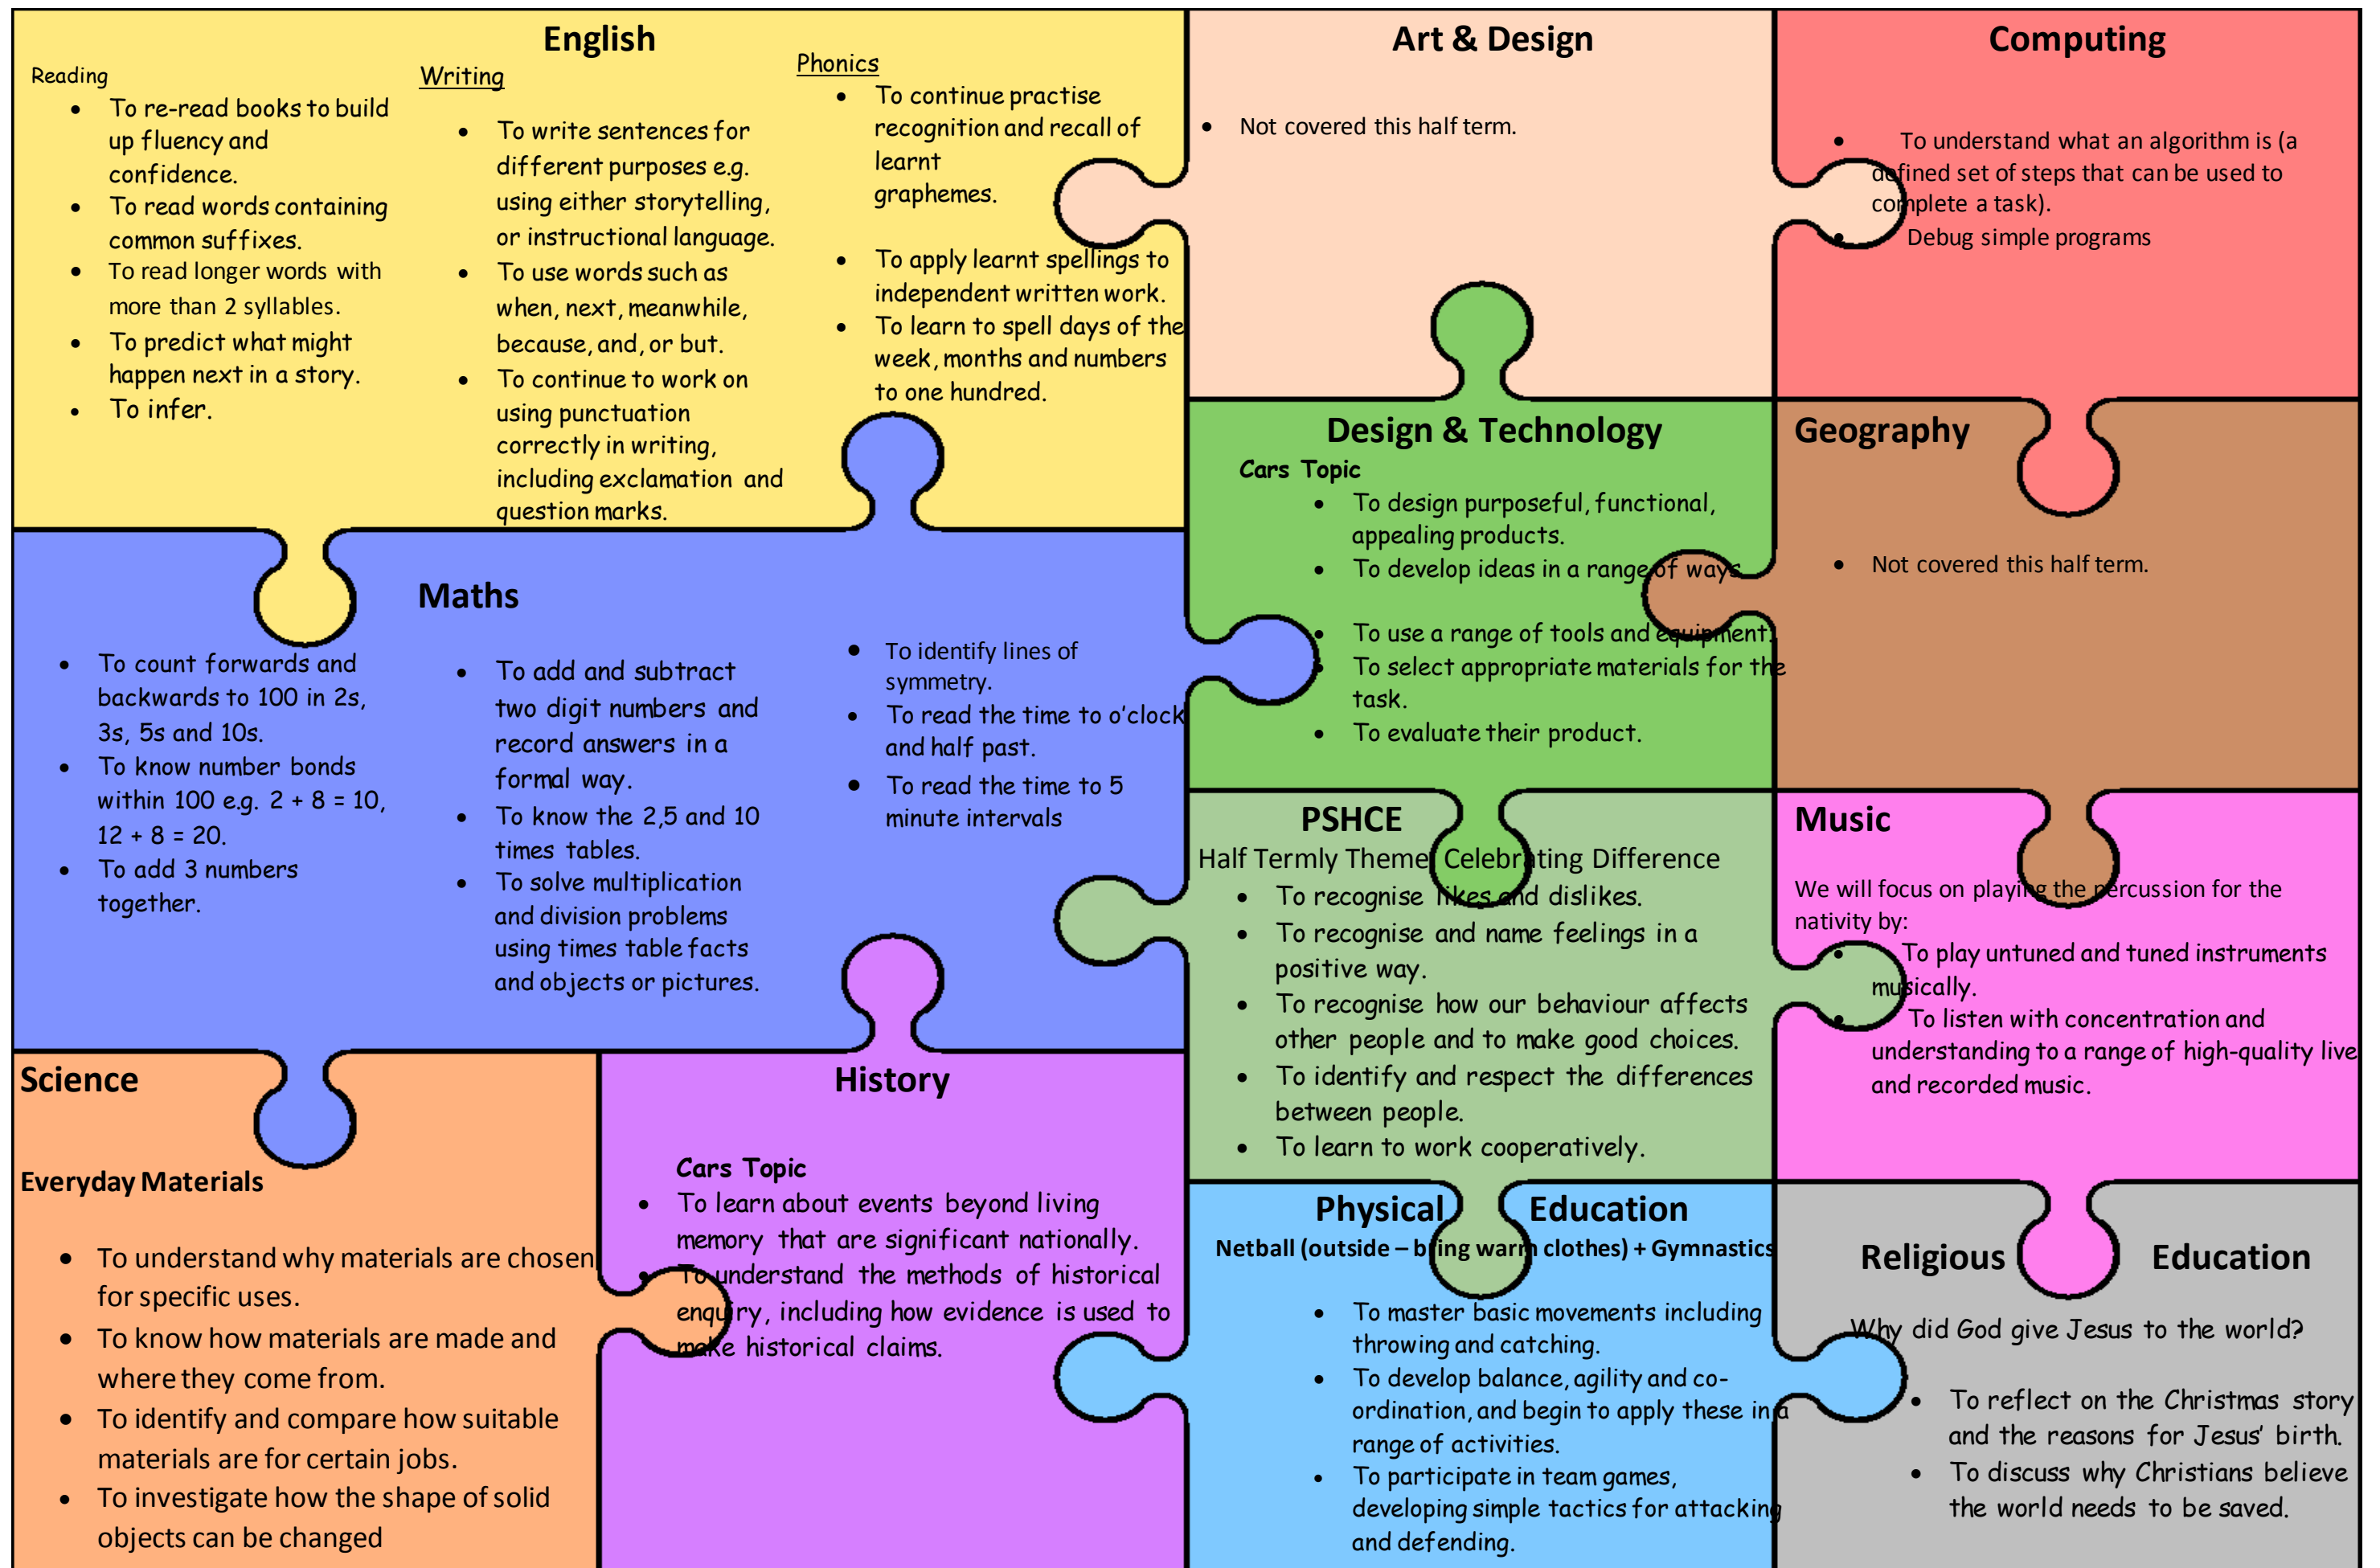 English
Reading
• To re-read books to build
up fluency and
confidence.
• To read words containing
common suffixes.
• To read longer words with
more than 2 syllables.
• To predict what might
happen next in a story.
• To infer.
Writing
• To write sentences for
different purposes e.g.
using either storytelling,
or instructional language.
• To use words such as
when, next, meanwhile,
because, and, or but.
• To continue to work on
using punctuation
correctly in writing,
including exclamation and
question marks.
Phonics
• To continue practise
recognition and recall of
learnt
graphemes.
• To apply learnt spellings to
independent written work.
• To learn to spell days of the
week, months and numbers
to one hundred.
Art & Design
• Not covered this half term.
Computing
• To understand what an algorithm is (a
defined set of steps that can be used to
complete a task).
• Debug simple programs
Maths
• To count forwards and
backwards to 100 in 2s,
3s, 5s and 10s.
• To know number bonds
within 100 e.g. 2 + 8 = 10,
12 + 8 = 20.
• To add 3 numbers
together.
• To add and subtract
two digit numbers and
record answers in a
formal way.
• To know the 2,5 and 10
times tables.
• To solve multiplication
and division problems
using times table facts
and objects or pictures.
• To identify lines of
symmetry.
• To read the time to o'clock
and half past.
• To read the time to 5
minute intervals
Design & Technology
Cars Topic
• To design purposeful, functional,
appealing products.
• To develop ideas in a range of ways
• To use a range of tools and equipment.
• To select appropriate materials for the
task.
• To evaluate their product.
Geography
• Not covered this half term.
PSHCE
Half Termly Theme: Celebrating Difference
• To recognise likes and dislikes.
• To recognise and name feelings in a
positive way.
• To recognise how our behaviour affects
other people and to make good choices.
• To identify and respect the differences
between people.
• To learn to work cooperatively.
Music
We will focus on playing the percussion for the
nativity by:
• To play untuned and tuned instruments
musically.
• To listen with concentration and
understanding to a range of high-quality live
and recorded music.
Science
Everyday Materials
• To understand why materials are chosen
for specific uses.
• To know how materials are made and
where they come from.
• To identify and compare how suitable
materials are for certain jobs.
• To investigate how the shape of solid
objects can be changed
History
Cars Topic
• To learn about events beyond living
memory that are significant nationally.
• To understand the methods of historical
enquiry, including how evidence is used to
make historical claims.
Physical Education
Netball (outside – bring warm clothes) + Gymnastics
• To master basic movements including
throwing and catching.
• To develop balance, agility and co-
ordination, and begin to apply these in a
range of activities.
• To participate in team games,
developing simple tactics for attacking
and defending.
Religious Education
Why did God give Jesus to the world?
• To reflect on the Christmas story
and the reasons for Jesus' birth.
• To discuss why Christians believe
the world needs to be saved.